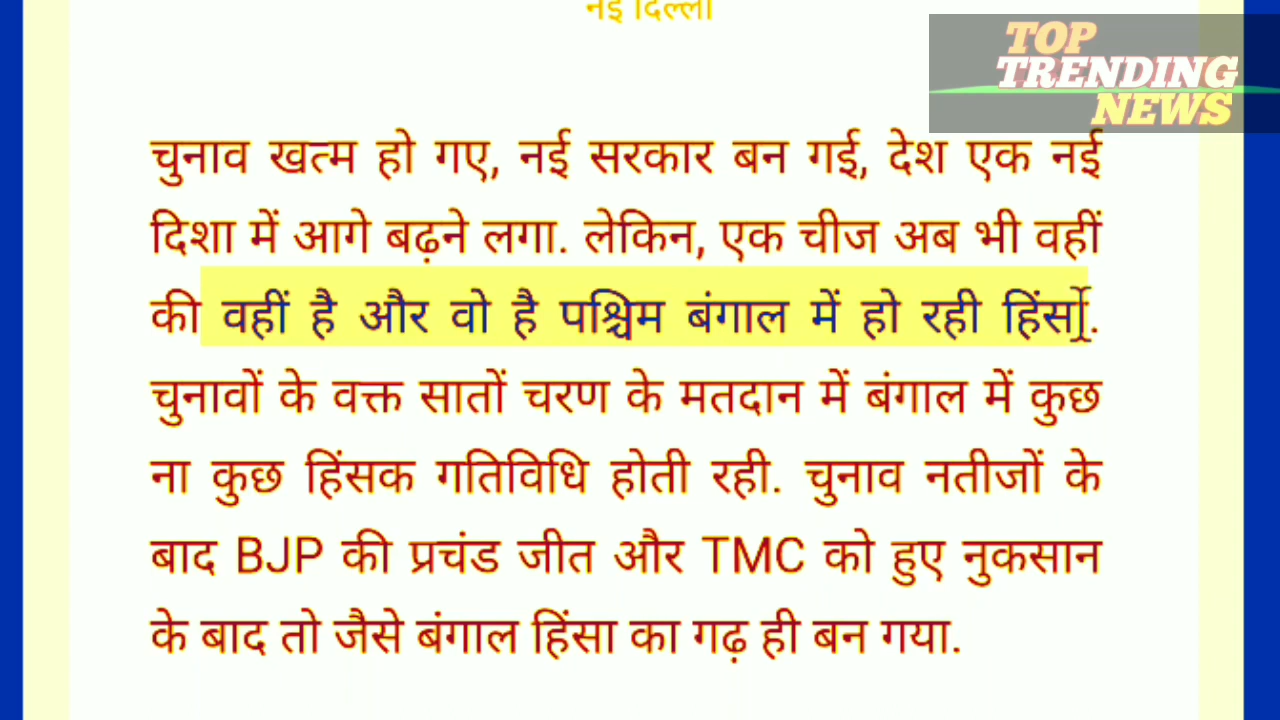 नई दिल्ली
TOP
TRENDING
NEWS
चुनाव खत्म हो गए, नई सरकार बन गई, देश एक नई
दिशा में आगे बढ़ने लगा. लेकिन, एक चीज अब भी वहीं
की वहीं है और वो है पश्चिम बंगाल में हो रही हिंसा.
चुनावों के वक्त सातों चरण के मतदान में बंगाल में कुछ
ना कुछ हिंसक गतिविधि होती रही. चुनाव नतीजों के
बाद BJP की प्रचंड जीत और TMC को हुए नुकसान
के बाद तो जैसे बंगाल हिंसा का गढ़ ही बन गया.